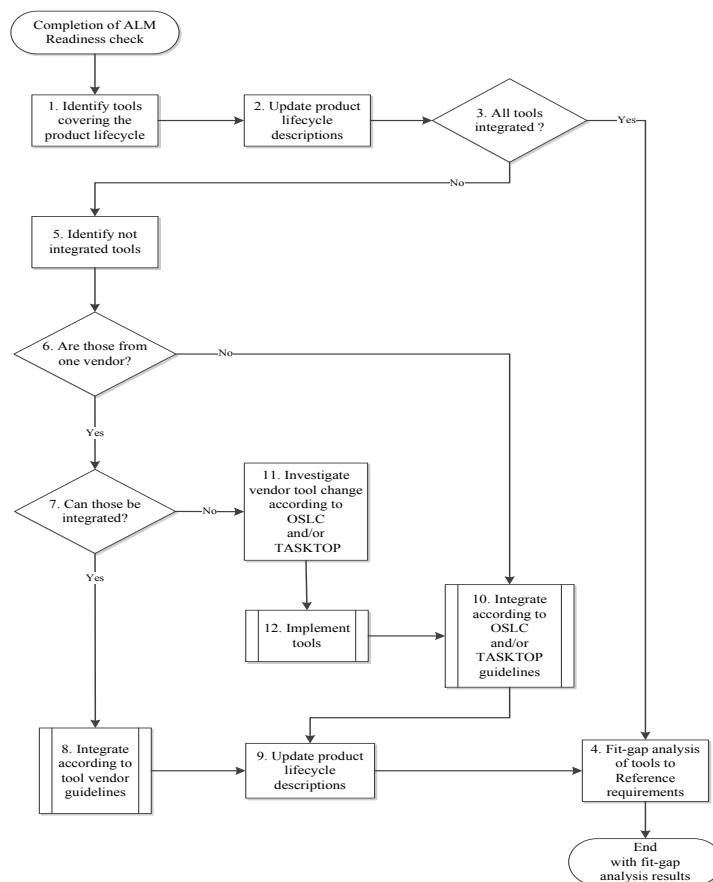 Completion of ALM
Readiness check
1. Identify tools
covering the
product lifecycle
2. Update product
lifecycle
descriptions
3. All tools
integrated ?
Yes
No
5. Identify not
integrated tools
6. Are those from
one vendor?
No
Yes
7. Can those be
integrated?
No
11. Investigate
vendor tool change
according to
OSLC
and/or
TASKTOP
Yes
12. Implement
tools
10. Integrate
according to
OSLC
and/or
TASKTOP
guidelines
8. Integrate
according to
tool vendor
guidelines
9. Update product
lifecycle
descriptions
4. Fit-gap analysis
of tools to
Reference
requirements
End
with fit-gap
analysis results